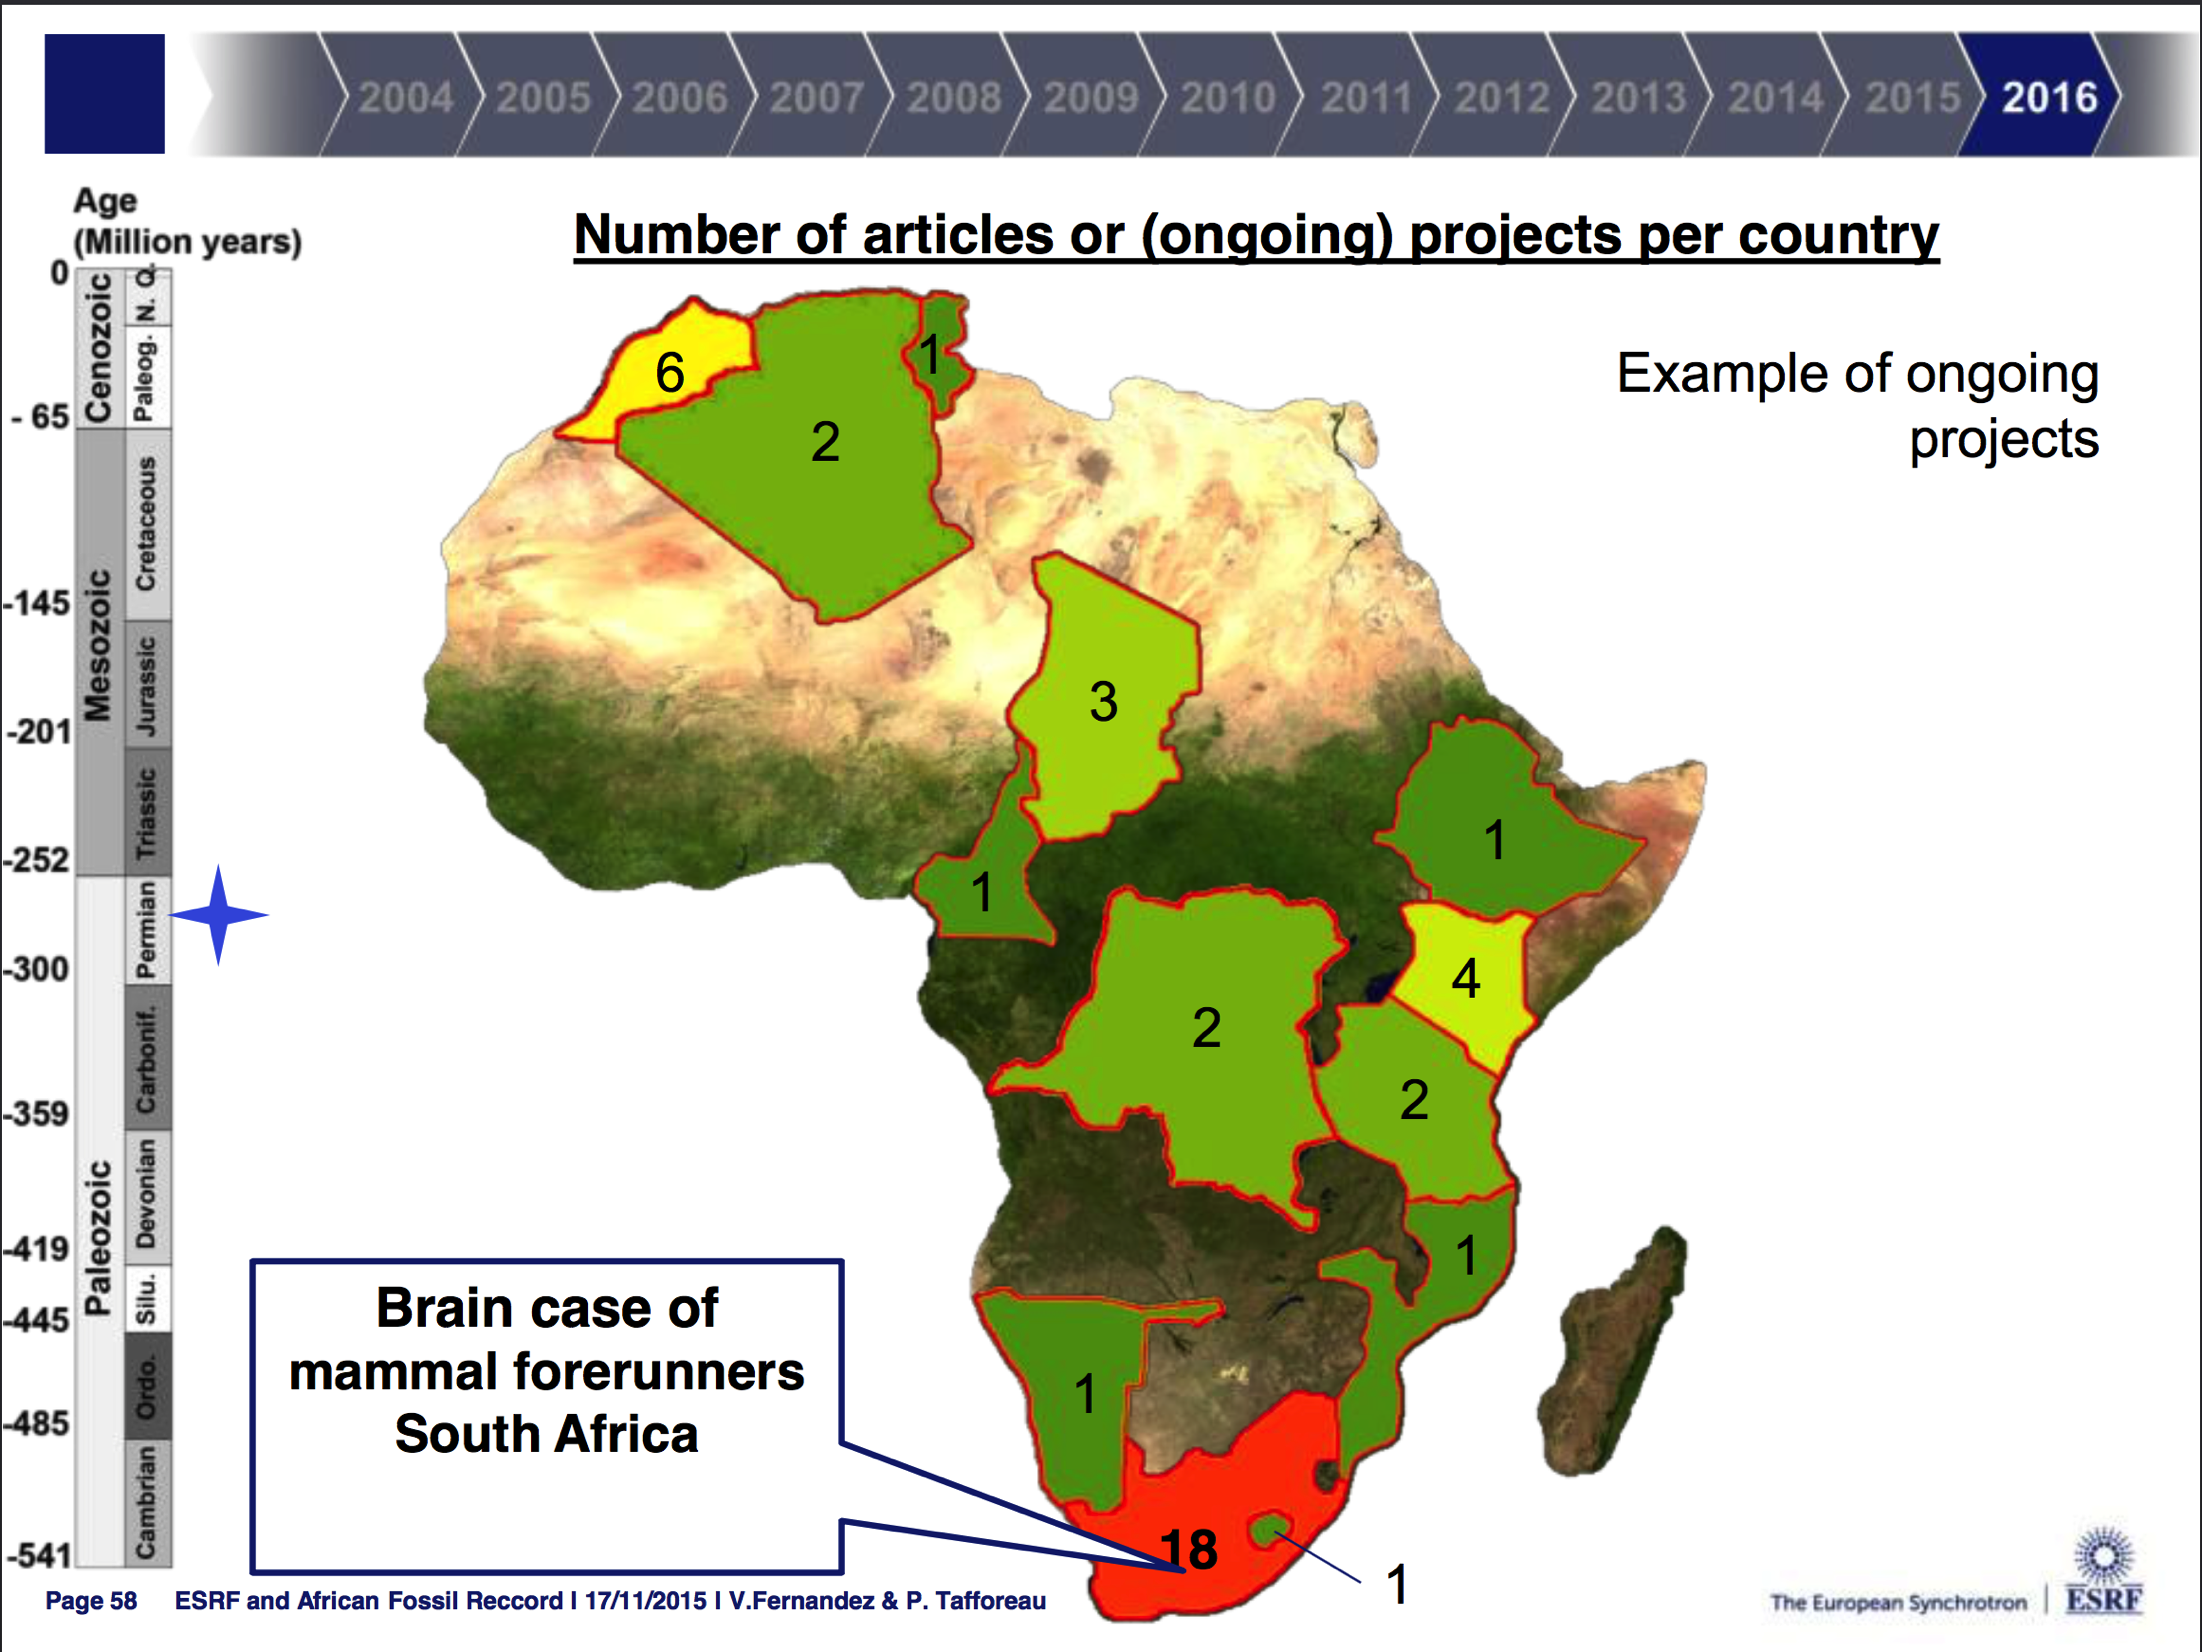 2004 2005 2006 2007 2008 2009 2010 2011 2012 2013 2014 2015 2016
Age
(Million years)
Number of articles or (ongoing) projects per country
Example of ongoing
projects
0
- 65
-145
-201
-252
-300
-359
-419
-445
-485
-541
Cenozoic
Mesozoic
Paleozoic
Q.
N.
Paleog.
Cretaceous
Jurassic
Triassic
Permian
Carbonif.
Devonian
Silu.
Ordo.
Cambrian
6
2
1
3
1
1
4
2
2
1
1
18
1
Brain case of
mammal forerunners
South Africa
Page 58 ESRF and African Fossil Reccord l 17/11/2015 l V.Fernandez & P. Tafforeau
The European Synchrotron
ESRF